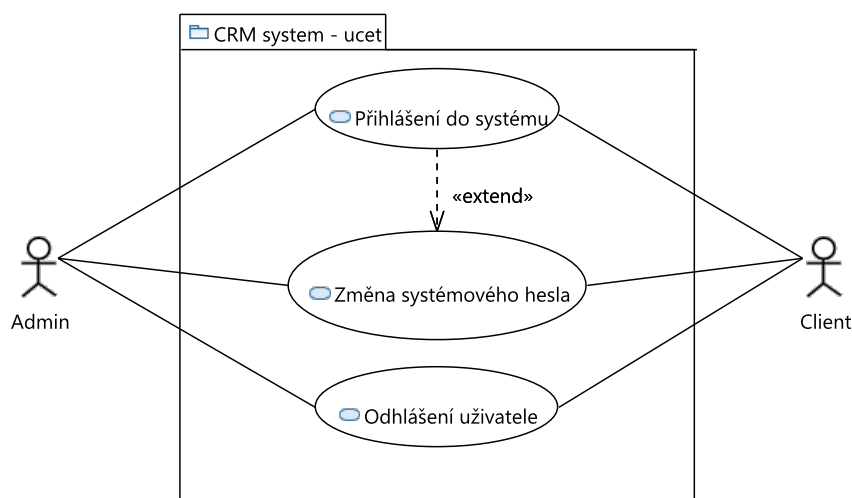 CRM system - ucet
Přihlášení do systému
«extend»
Změna systémového hesla
Admin
Client
Odhlášení uživatele